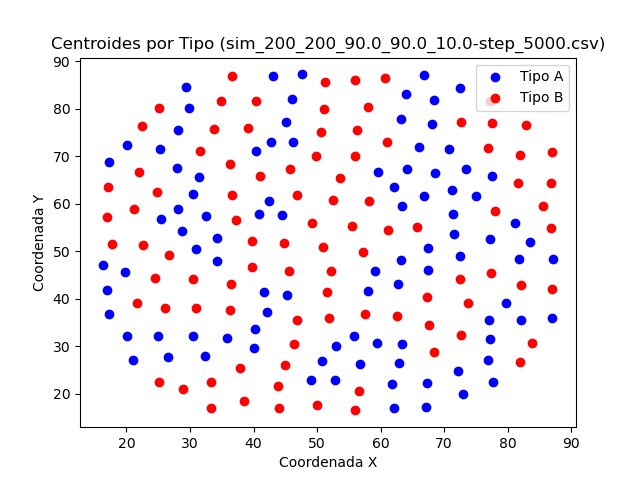 Centroides por Tipo (sim_200_200_90.0_90.0_10.0-step_5000.csv)
Tipo A
Tipo B
90
80
70
60
50
40
30
20
Coordenada Y
20 30 40 50 60 70 80 90
Coordenada X